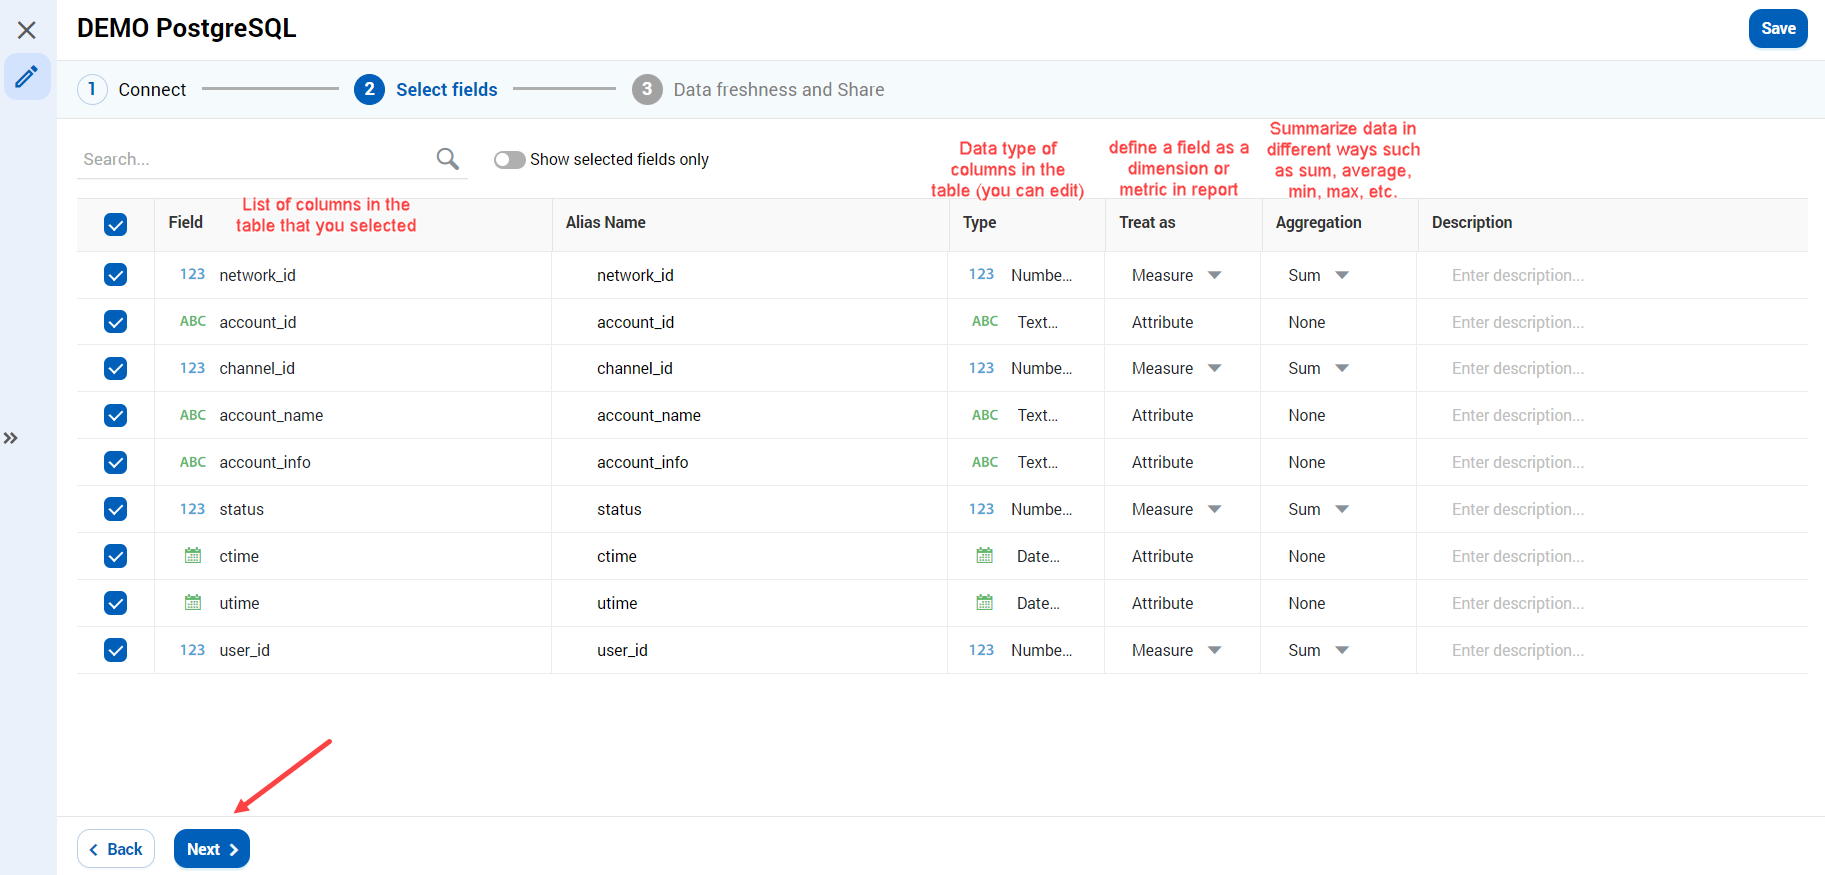 DEMO PostgreSQL
Save
1 Connect 2 Select fields 3 Data freshness and Share
Search...
Show selected fields only
Data type of
columns in the
table (you can edit)
define a field as a
dimension or
metric in report
Summarize data in
different ways such
as sum, average,
min, max, etc.
List of columns in the
table that you selected
Field Alias Name Type Treat as Aggregation Description
123 network_id network_id 123 Numbe... Measure Sum Enter description...
ABC account_id account_id ABC Text... Attribute None Enter description...
123 channel_id channel_id 123 Numbe... Measure Sum Enter description...
ABC account_name account_name ABC Text... Attribute None Enter description...
ABC account_info account_info ABC Text... Attribute None Enter description...
123 status status 123 Numbe... Measure Sum Enter description...
ctime ctime Date... Attribute None Enter description...
utime utime Date... Attribute None Enter description...
123 user_id user_id 123 Numbe... Measure Sum Enter description...
Back Next